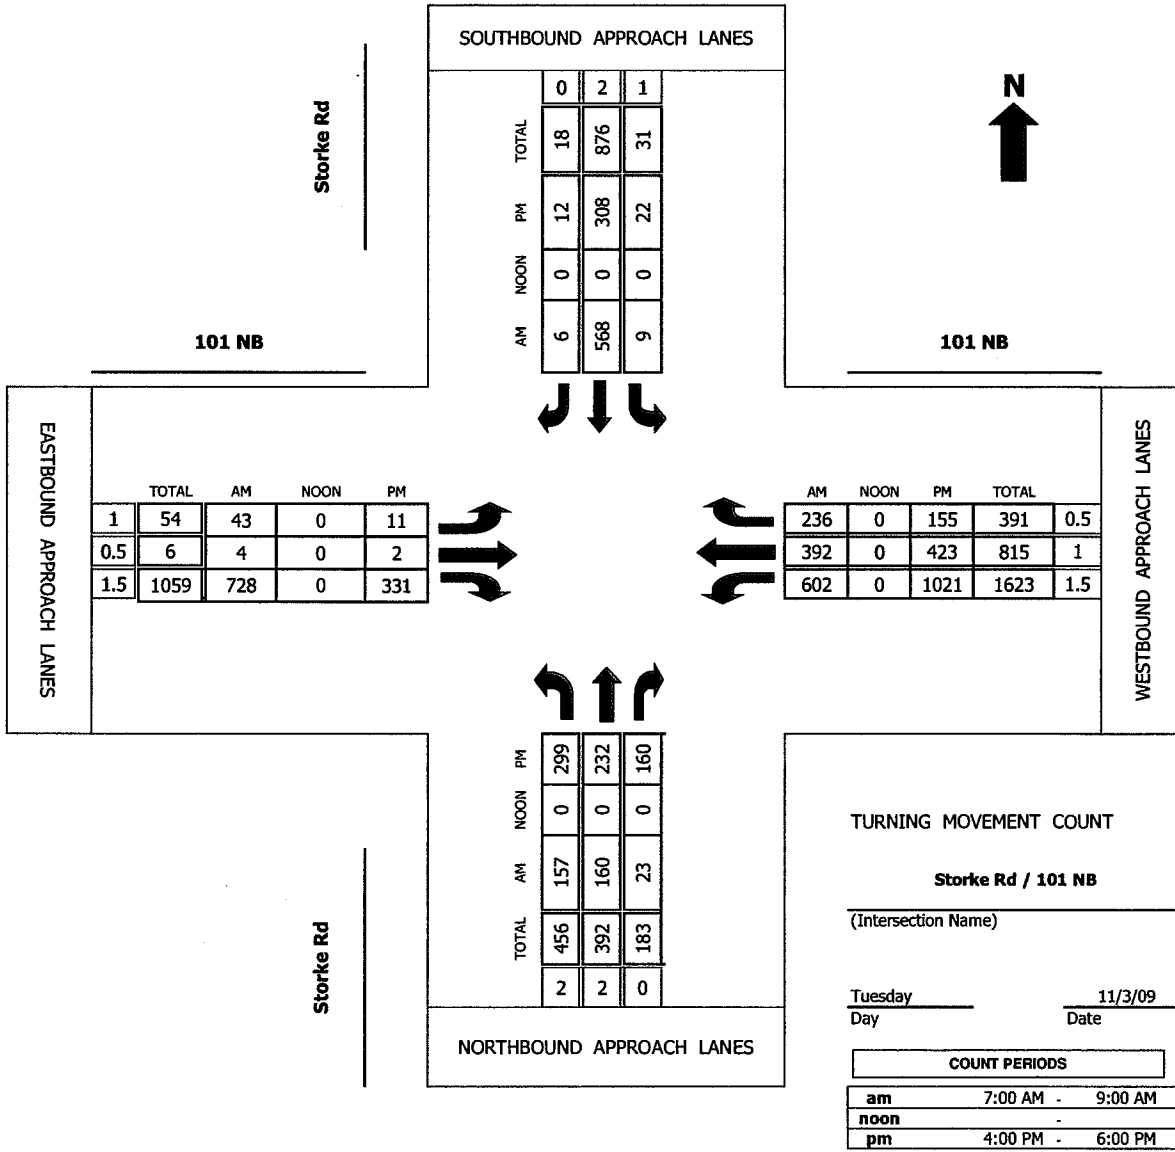 SOUTHBOUND APPROACH LANES
0 2 1
TOTAL 18 876 31
PM 12 308 22
NOON 0 0 0
AM 6 568 9
N
Storke Rd
101 NB
101 NB
EASTBOUND APPROACH LANES
TOTAL AM NOON PM
1 54 43 0 11
0.5 6 4 0 2
1.5 1059 728 0 331
AM NOON PM TOTAL
236 0 155 391 0.5
392 0 423 815 1
602 0 1021 1623 1.5
WESTBOUND APPROACH LANES
PM 299 232 160
NOON 0 0 0
AM 157 160 23
TOTAL 456 392 183
2 2 0
NORTHBOUND APPROACH LANES
Storke Rd
TURNING MOVEMENT COUNT
Storke Rd / 101 NB
(Intersection Name)
Tuesday 11/3/09
Day Date
COUNT PERIODS
am 7:00 AM - 9:00 AM
noon -
pm 4:00 PM - 6:00 PM